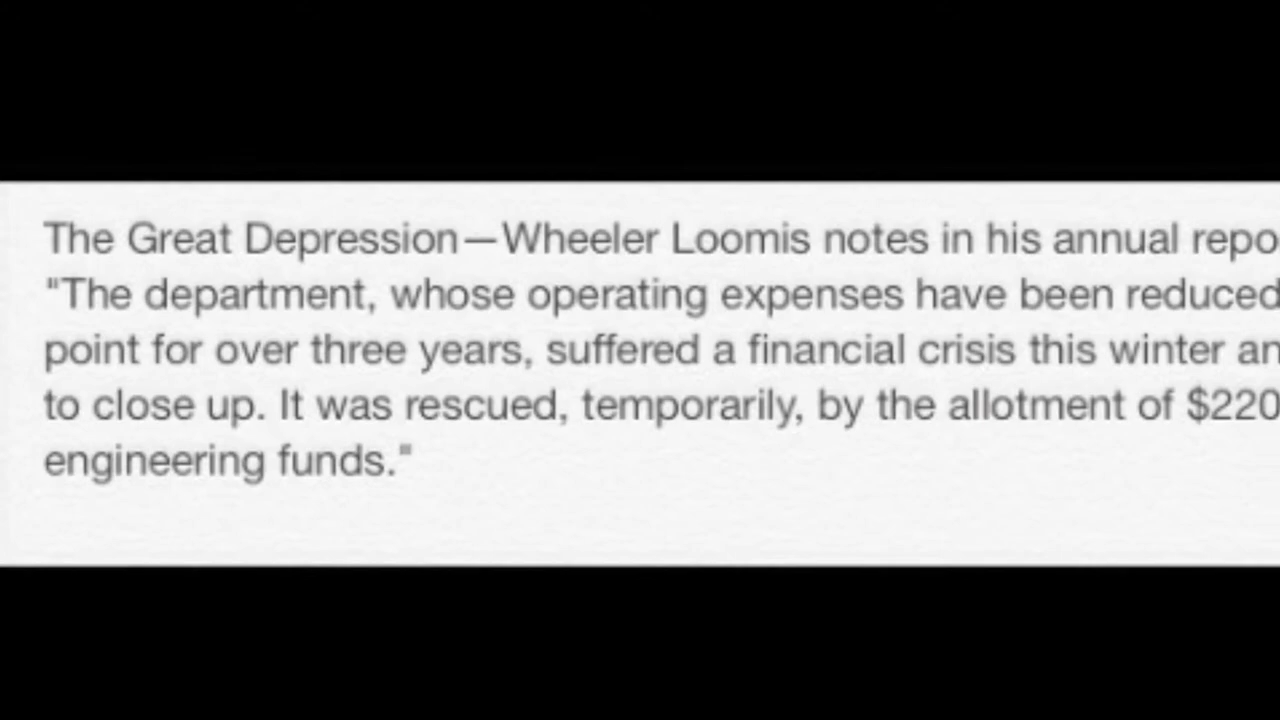 The Great Depression—Wheeler Loomis notes in his annual repo
"The department, whose operating expenses have been reduced
point for over three years, suffered a financial crisis this winter an
to close up. It was rescued, temporarily, by the allotment of $220
engineering funds."